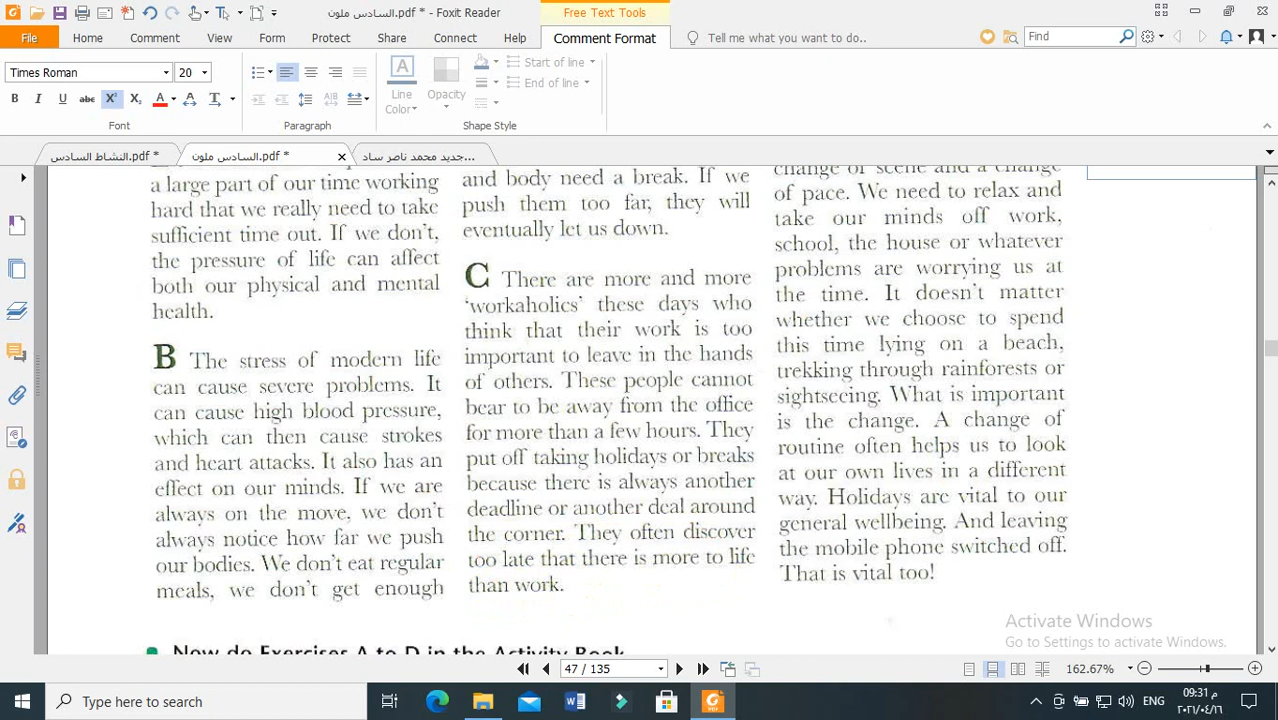 السادس ملون.pdf * - Foxit Reader
Free Text Tools
File
Home
Comment
View
Form
Protect
Share
Connect
Help
Comment Format
Tell me what you want to do..
Find
Times Roman
20
Line Color
Opacity
Start of line
End of line
Font
Paragraph
Shape Style
النشاط السادس.pdf *
السادس ملون.pdf *
جديد محمد ناصر ساد...
a large part of our time working
hard that we really need to take
sufficient time out. If we don't,
the pressure of life can affect
both our physical and mental
health.
B The stress of modern life
can cause severe problems. It
can cause high blood pressure,
which can then cause strokes
and heart attacks. It also has an
effect on our minds. If we are
always on the move, we don't
always notice how far we push
our bodies. We don't eat regular
meals, we don't get enough
and body need a break. If we
push them too far, they will
eventually let us down.
C There are more and more
'workaholics' these days who
think that their work is too
important to leave in the hands
of others. These people cannot
bear to be away from the office
for more than a few hours. They
put off taking holidays or breaks
because there is always another
deadline or another deal around
the corner. They often discover
too late that there is more to life
than work.
change of scene and a change
of pace. We need to relax and
take our minds off work,
school, the house or whatever
problems are worrying us at
the time. It doesn't matter
whether we choose to spend
this time lying on a beach,
trekking through rainforests or
sightseeing. What is important
is the change. A change of
routine often helps us to look
at our own lives in a different
way. Holidays are vital to our
general wellbeing. And leaving
the mobile phone switched off.
That is vital too!
Now do Exercises A to D in the Activity Book
Activate Windows
Go to Settings to activate Windows.
47 / 135
162.67%
Type here to search
ENG
09:31 م
٢٠٢١/٠٤/١٦